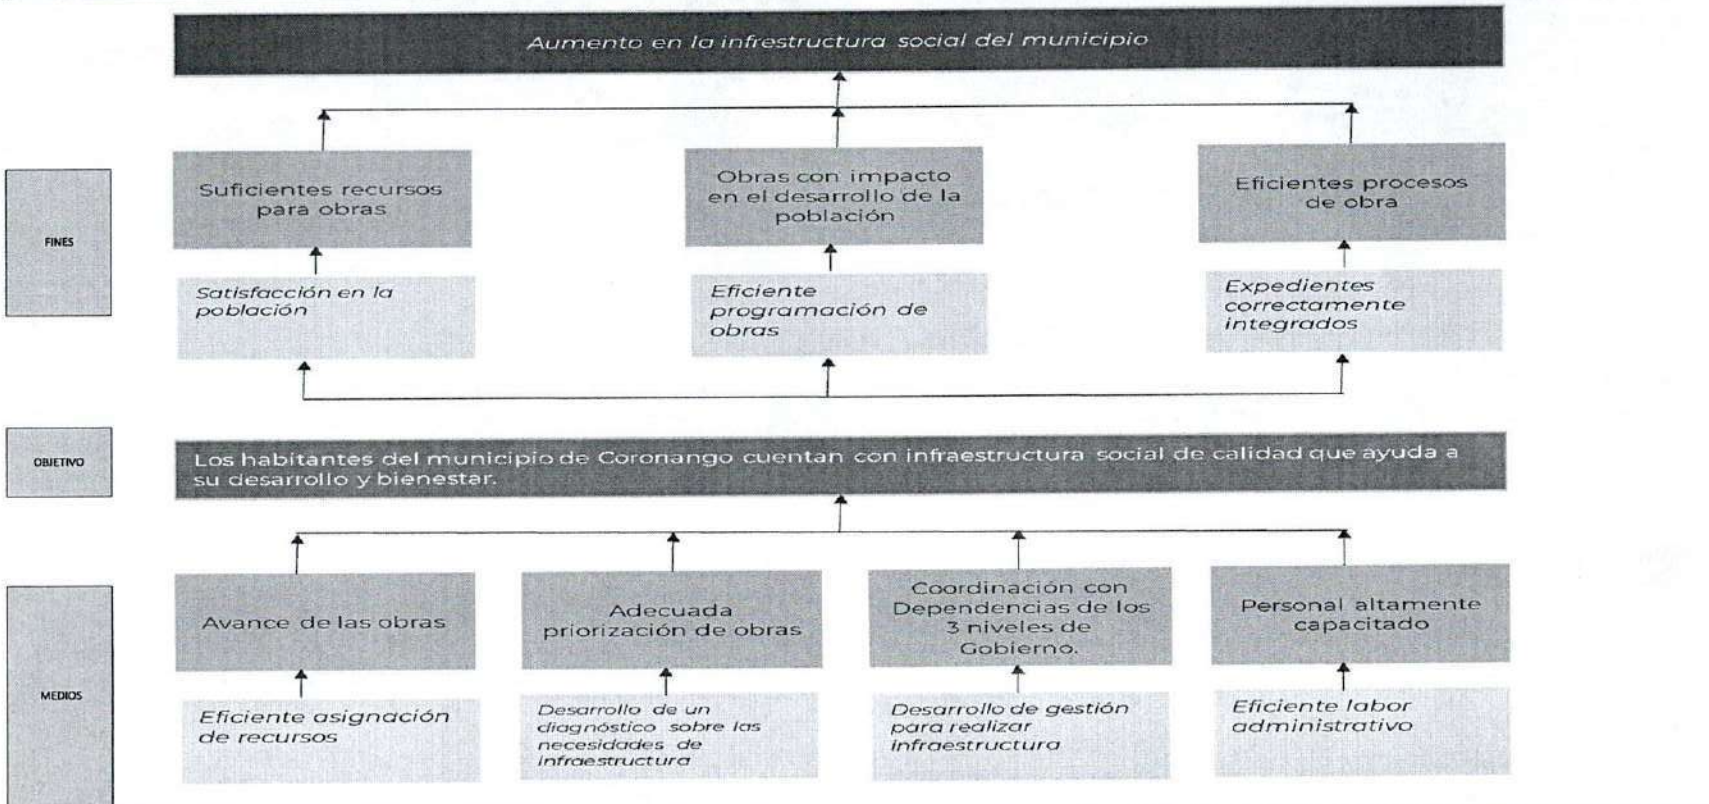 Aumento en la infrestructura social del municipio
FINES
Suficientes recursos
para obras
Obras con impacto
en el desarrollo de la
población
Eficientes procesos
de obra
Satisfacción en la
población
Eficiente
programación de
obras
Expedientes
correctamente
integrados
OBJETIVO
Los habitantes del municipio de Coronango cuentan con infraestructura social de calidad que ayuda a
su desarrollo y bienestar.
MEDIOS
Avance de las obras
Adecuada
priorización de obras
Coordinación con
Dependencias de los
3 niveles de
Gobierno.
Personal altamente
capacitado
Eficiente asignación
de recursos
Desarrollo de un
diagnóstico sobre las
necesidades de
infraestructura
Desarrollo de gestión
para realizar
infraestructura
Eficiente labor
administrativo